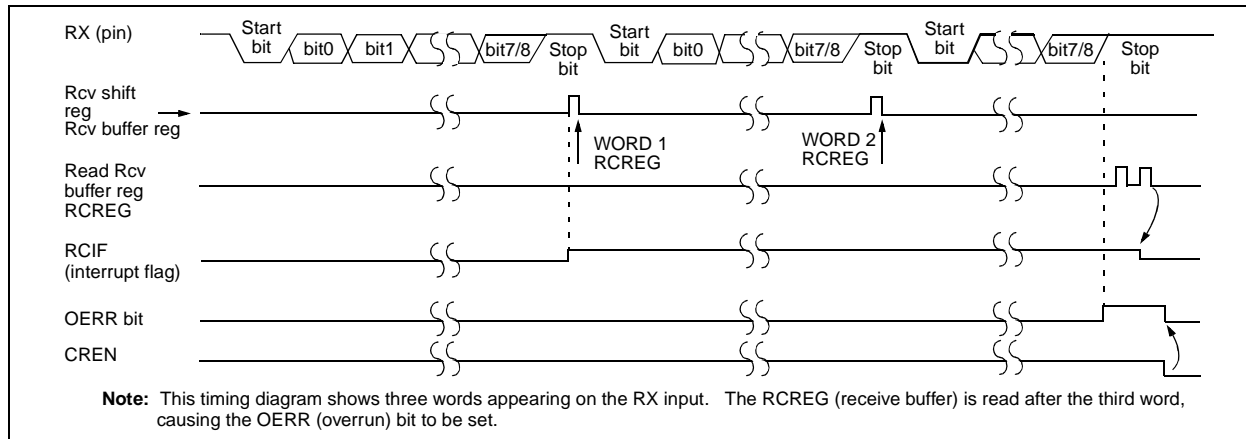 RX (pin)
Start bit
bit0
bit1
bit7/8
Stop bit
Start bit
bit0
bit7/8
Stop bit
Start bit
bit7/8
Stop bit
Rcv shift
reg
Rcv buffer reg
WORD 1
RCREG
WORD 2
RCREG
Read Rcv
buffer reg
RCREG
RCIF
(interrupt flag)
OERR bit
CREN
Note: This timing diagram shows three words appearing on the RX input. The RCREG (receive buffer) is read after the third word,
causing the OERR (overrun) bit to be set.